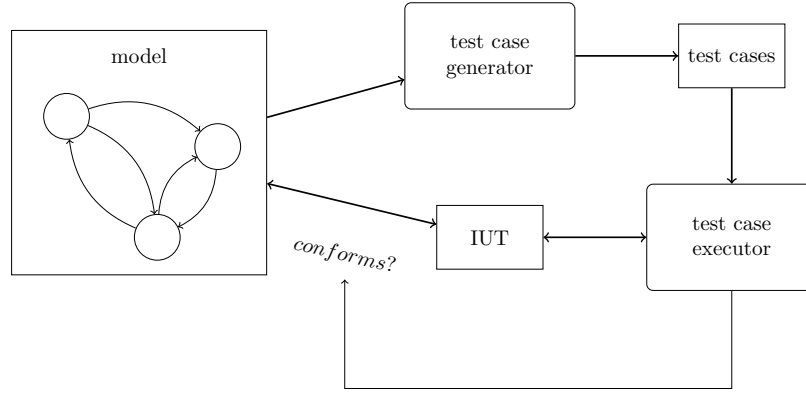 model
test case
generator
test cases
conforms?
IUT
test case
executor